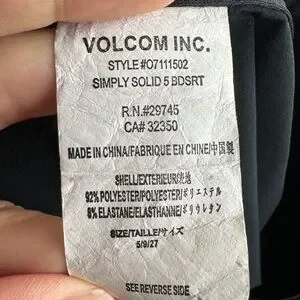 VOLCOM INC.
STYLE #O7111502
SIMPLY SOLID 5 BDSRT
R.N.#29745
CA# 32350
MADE IN CHINA/FABRIQUE EN CHINE/中国製
SHELL/EXTERIEUR/表地
92% POLYESTER/POLYESTER/ポリエステル
8% ELASTANE/ELASTHANNE/ポリウレタン
SIZE/TAILLE/サイズ
5/9/27
SEE REVERSE SIDE